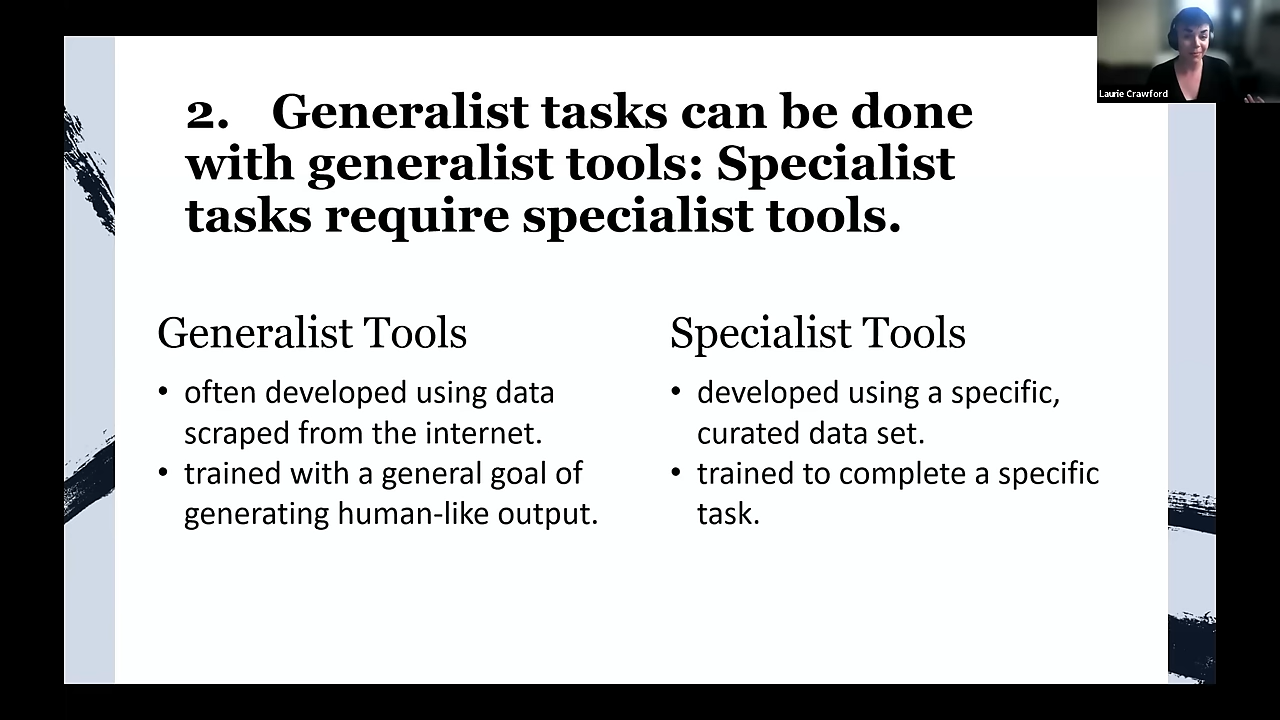 Laurie Crawford
2. Generalist tasks can be done
with generalist tools: Specialist
tasks require specialist tools.
Generalist Tools
• often developed using data
scraped from the internet.
• trained with a general goal of
generating human-like output.
Specialist Tools
• developed using a specific,
curated data set.
• trained to complete a specific
task.